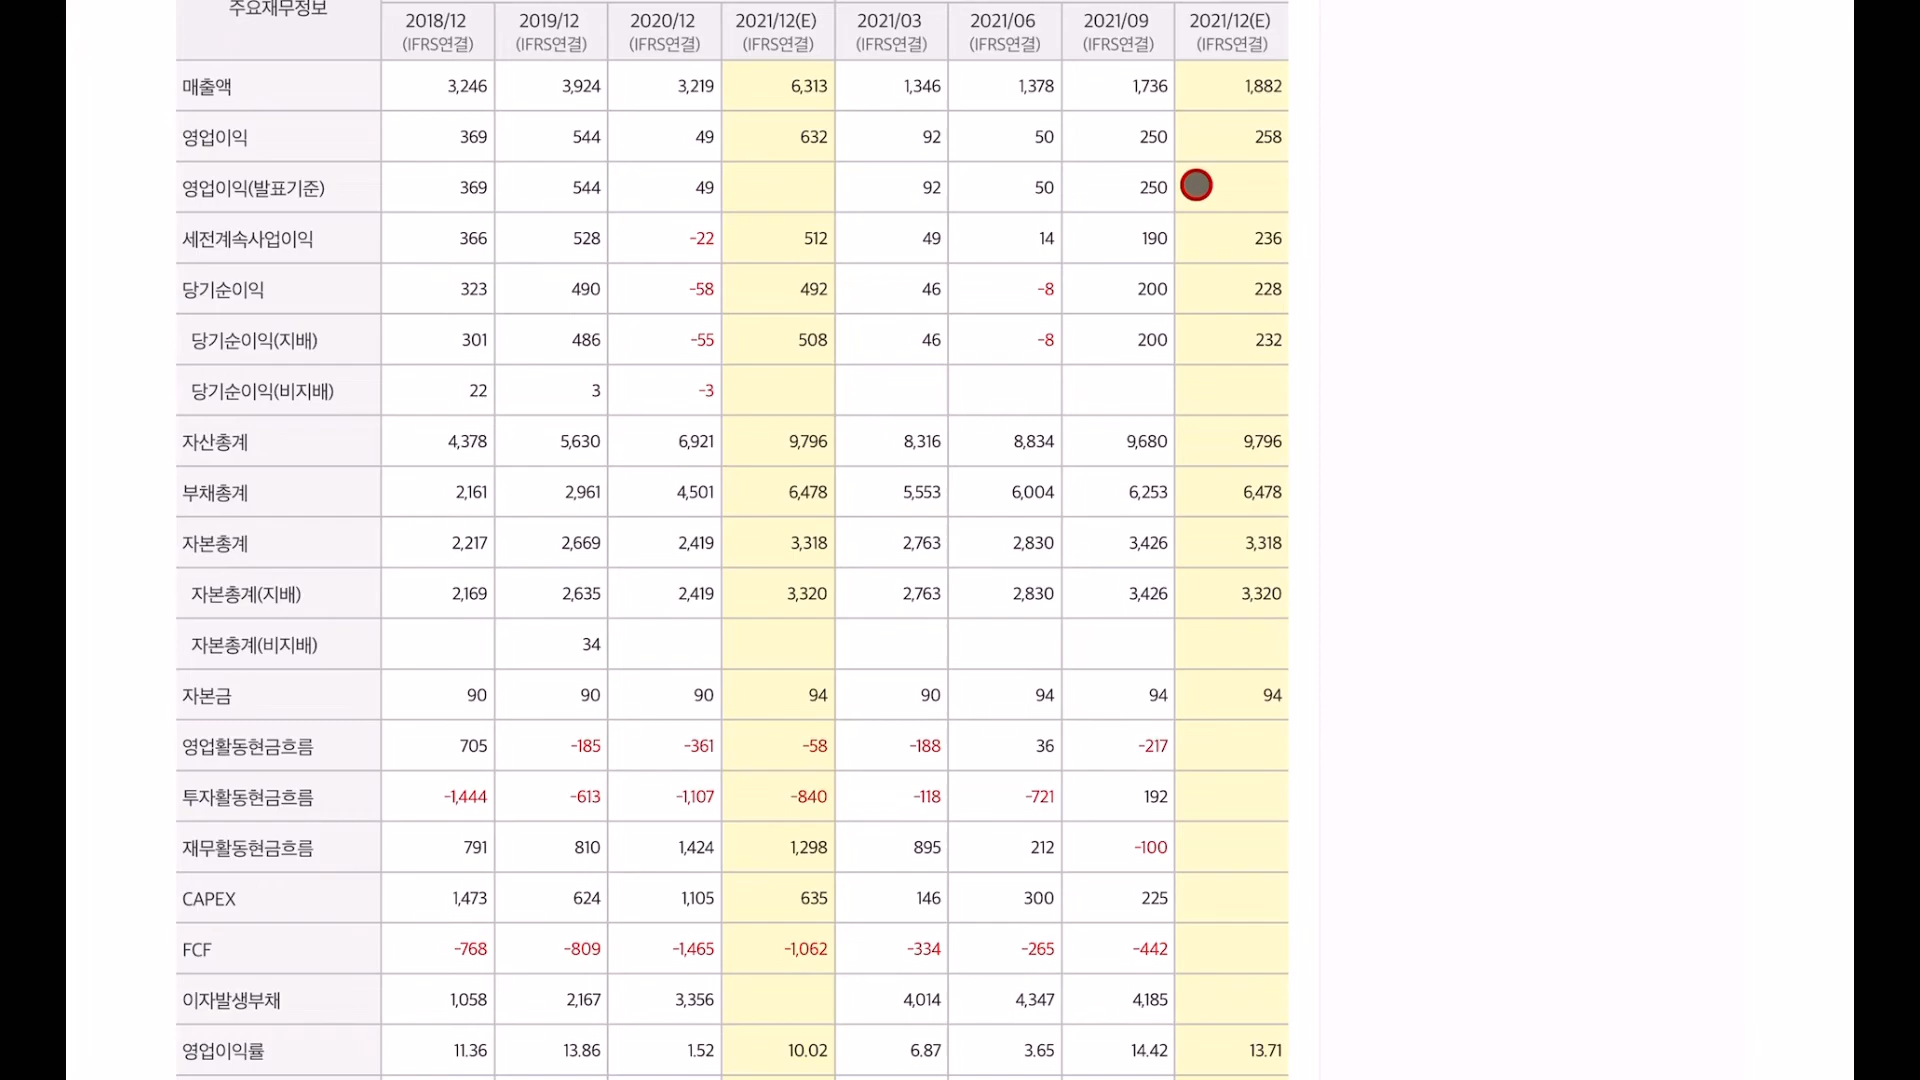 주요재무정보
2018/12 2019/12 2020/12 2021/12(E) 2021/03 2021/06 2021/09 2021/12(E)
(IFRS연결) (IFRS연결) (IFRS연결) (IFRS연결) (IFRS연결) (IFRS연결) (IFRS연결) (IFRS연결)
매출액 3,246 3,924 3,219 6,313 1,346 1,378 1,736 1,882
영업이익 369 544 49 632 92 50 250 258
영업이익(발표기준) 369 544 49 92 50 250
세전계속사업이익 366 528 -22 512 49 14 190 236
당기순이익 323 490 -58 492 46 -8 200 228
당기순이익(지배) 301 486 -55 508 46 -8 200 232
당기순이익(비지배) 22 3 -3
자산총계 4,378 5,630 6,921 9,796 8,316 8,834 9,680 9,796
부채총계 2,161 2,961 4,501 6,478 5,553 6,004 6,253 6,478
자본총계 2,217 2,669 2,419 3,318 2,763 2,830 3,426 3,318
자본총계(지배) 2,169 2,635 2,419 3,320 2,763 2,830 3,426 3,320
자본총계(비지배) 34
자본금 90 90 90 94 90 94 94 94
영업활동현금흐름 705 -185 -361 -58 -188 36 -217
투자활동현금흐름 -1,444 -613 -1,107 -840 -118 -721 192
재무활동현금흐름 791 810 1,424 1,298 895 212 -100
CAPEX 1,473 624 1,105 635 146 300 225
FCF -768 -809 -1,465 -1,062 -334 -265 -442
이자발생부채 1,058 2,167 3,356 4,014 4,347 4,185
영업이익률 11.36 13.86 1.52 10.02 6.87 3.65 14.42 13.71